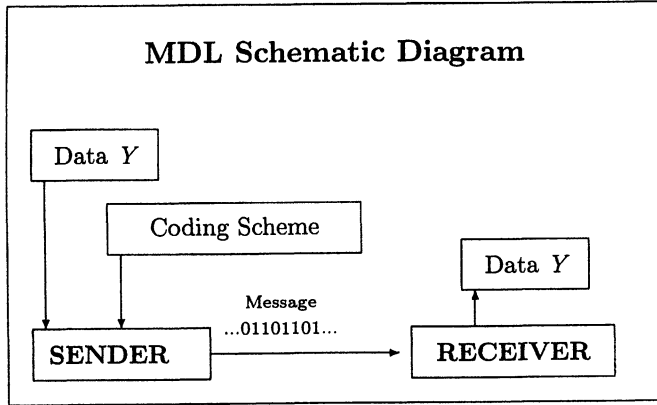 MDL Schematic Diagram
Data Y
Coding Scheme
Data Y
Message
...01101101...
SENDER
RECEIVER